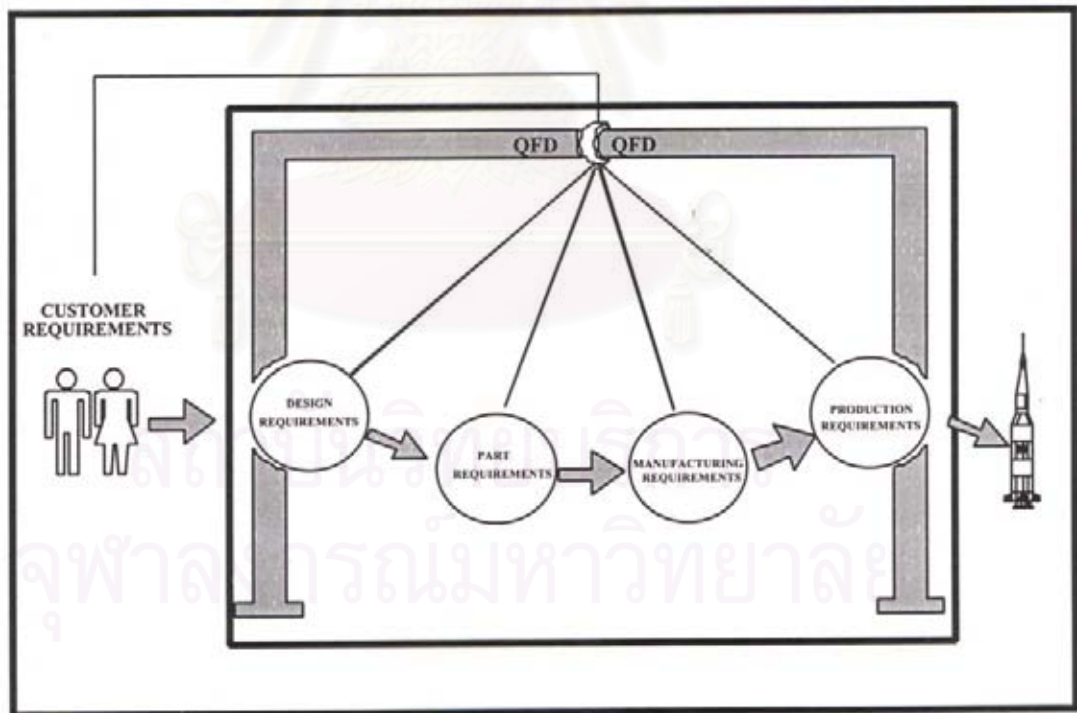 QFD QFD
CUSTOMER
REQUIREMENTS
DESIGN
REQUIREMENTS
PART
REQUIREMENTS
MANUFACTURING
REQUIREMENTS
PRODUCTION
REQUIREMENTS
สถาบันวิทยบริการ
จุฬาลงกรณ์มหาวิทยาลัย